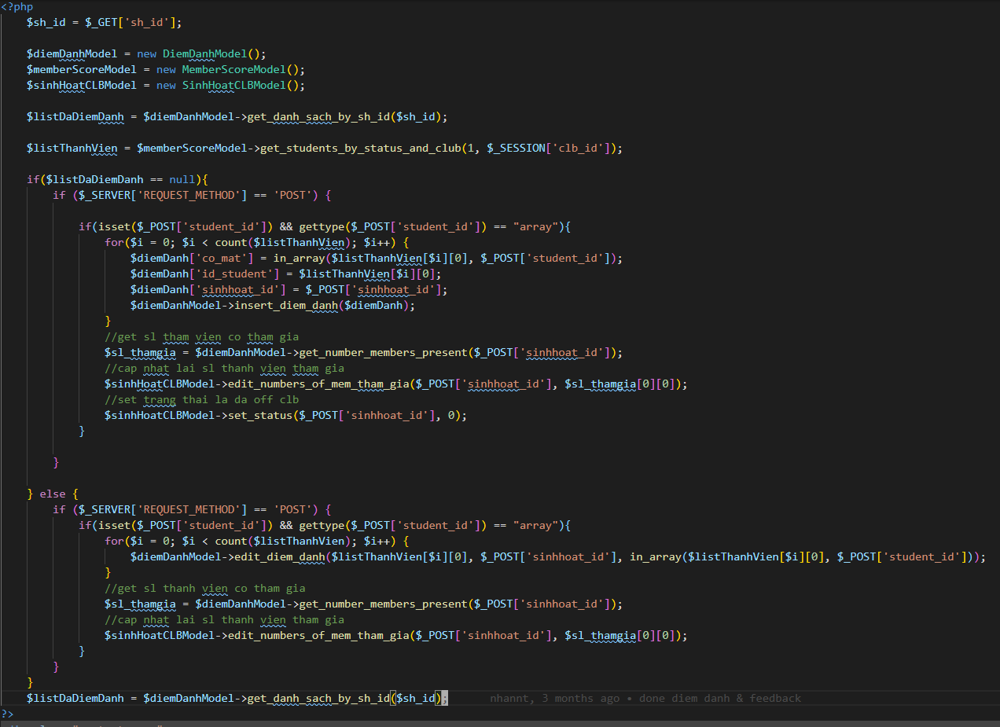 <?php
$sh_id = $_GET['sh_id'];
$diemDanhModel = new DiemDanhModel();
$memberScoreModel = new MemberScoreModel();
$sinhHoatCLBModel = new SinhHoatCLBModel();
$listDaDiemDanh = $diemDanhModel->get_danh_sach_by_sh_id($sh_id);
$listThanhVien = $memberScoreModel->get_students_by_status_and_club(1, $_SESSION['clb_id']);
if($listDaDiemDanh == null){
if ($_SERVER['REQUEST_METHOD'] == 'POST') {
if(isset($_POST['student_id']) && gettype($_POST['student_id']) == "array"){
for($i = 0; $i < count($listThanhVien); $i++) {
$diemDanh['co_mat'] = in_array($listThanhVien[$i][0], $_POST['student_id']);
$diemDanh['id_student'] = $listThanhVien[$i][0];
$diemDanh['sinhhoat_id'] = $_POST['sinhhoat_id'];
$diemDanhModel->insert_diem_danh($diemDanh);
}
//get sl tham vien co tham gia
$sl_thamgia = $diemDanhModel->get_number_members_present($_POST['sinhhoat_id']);
//cap nhat lai sl thanh vien tham gia
$sinhHoatCLBModel->edit_numbers_of_mem_tham_gia($_POST['sinhhoat_id'], $sl_thamgia[0][0]);
//set trang thai la da off clb
$sinhHoatCLBModel->set_status($_POST['sinhhoat_id'], 0);
}
}
} else {
if ($_SERVER['REQUEST_METHOD'] == 'POST') {
if(isset($_POST['student_id']) && gettype($_POST['student_id']) == "array"){
for($i = 0; $i < count($listThanhVien); $i++) {
$diemDanhModel->edit_diem_danh($listThanhVien[$i][0], $_POST['sinhhoat_id'], in_array($listThanhVien[$i][0], $_POST['student_id']));
}
//get sl thanh vien co tham gia
$sl_thamgia = $diemDanhModel->get_number_members_present($_POST['sinhhoat_id']);
//cap nhat lai sl thanh vien tham gia
$sinhHoatCLBModel->edit_numbers_of_mem_tham_gia($_POST['sinhhoat_id'], $sl_thamgia[0][0]);
}
}
}
$listDaDiemDanh = $diemDanhModel->get_danh_sach_by_sh_id($sh_id); nhannt, 3 months ago • done diem danh & feedback
?>